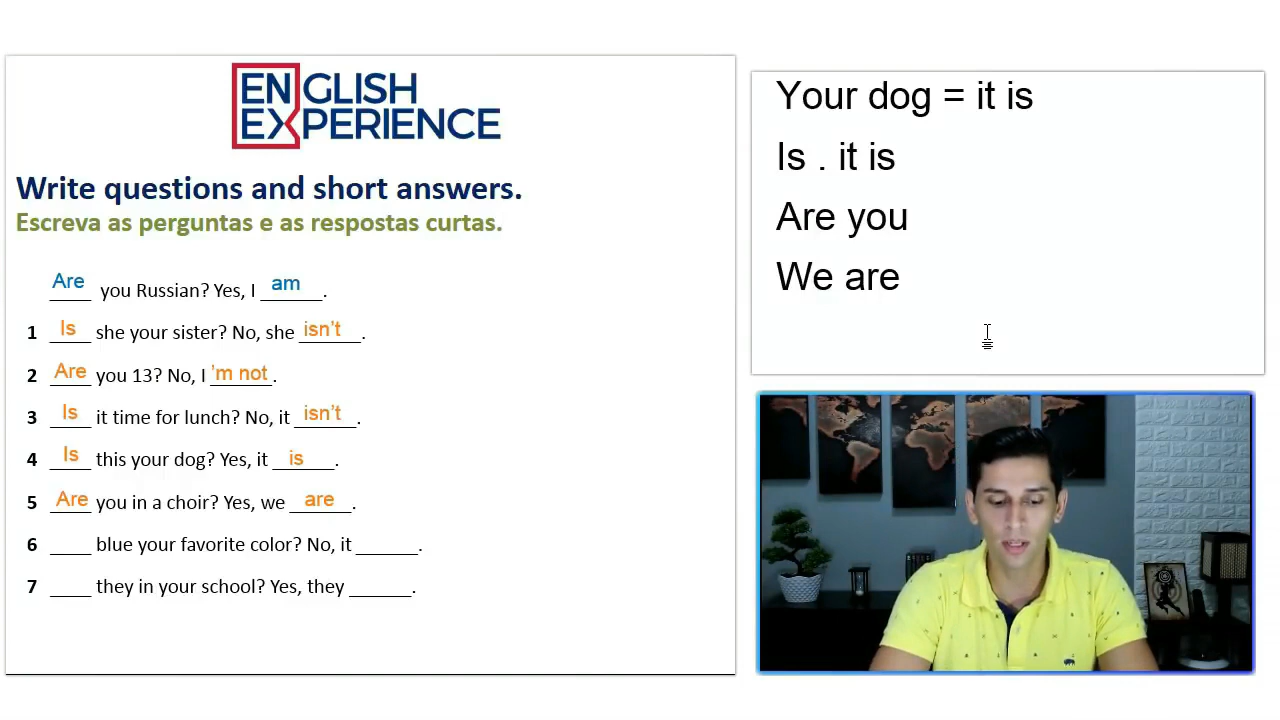 ENGLISH
EXPERIENCE
Write questions and short answers.
Escreva as perguntas e as respostas curtas.
Are you Russian? Yes, I am.
1 Is she your sister? No, she isn't.
2 Are you 13? No, I 'm not.
3 Is it time for lunch? No, it isn't.
4 Is this your dog? Yes, it is.
5 Are you in a choir? Yes, we are.
6 ____ blue your favorite color? No, it ______.
7 ____ they in your school? Yes, they ______.
Your dog = it is
Is . it is
Are you
We are